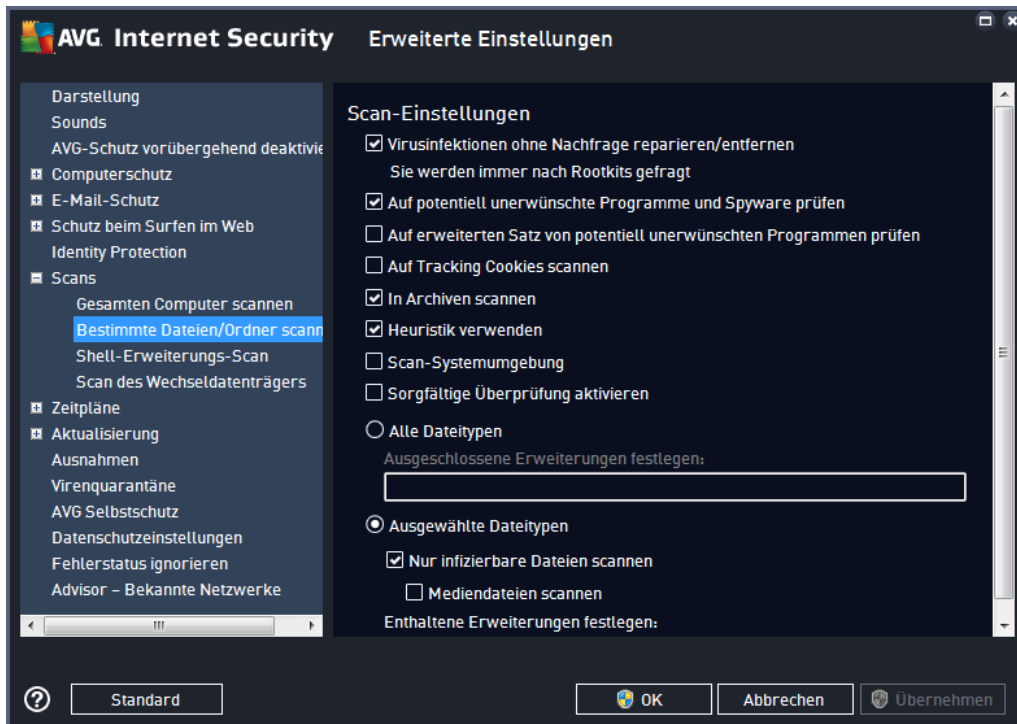 AVG. Internet Security Erweiterte Einstellungen
Darstellung
Sounds
AVG-Schutz vorübergehend deaktivie
Computerschutz
E-Mail-Schutz
Schutz beim Surfen im Web
Identity Protection
Scans
Gesamten Computer scannen
Bestimmte Dateien/Ordner scann
Shell-Erweiterungs-Scan
Scan des Wechseldatenträgers
Zeitpläne
Aktualisierung
Ausnahmen
Virenquarantäne
AVG Selbstschutz
Datenschutzeinstellungen
Fehlerstatus ignorieren
Advisor – Bekannte Netzwerke
Scan-Einstellungen
Virusinfektionen ohne Nachfrage reparieren/entfernen
Sie werden immer nach Rootkits gefragt
Auf potentiell unerwünschte Programme und Spyware prüfen
Auf erweiterten Satz von potentiell unerwünschten Programmen prüfen
Auf Tracking Cookies scannen
In Archiven scannen
Heuristik verwenden
Scan-Systemumgebung
Sorgfältige Überprüfung aktivieren
Alle Dateitypen
Ausgeschlossene Erweiterungen festlegen:
Ausgewählte Dateitypen
Nur infizierbare Dateien scannen
Mediendateien scannen
Enthaltene Erweiterungen festlegen:
Standard
OK
Abbrechen
Übernehmen